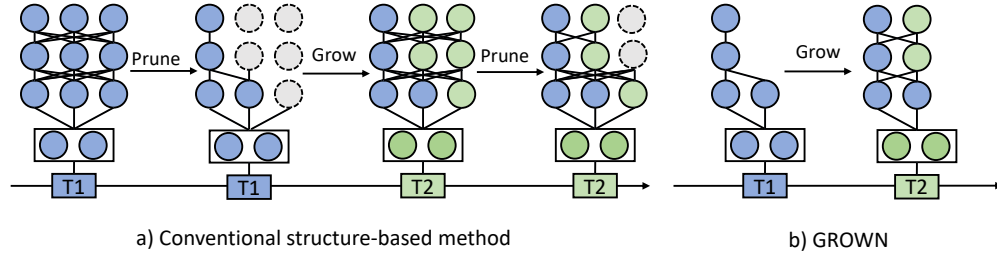 Prune
Grow
Prune
Grow
T1
T1
T2
T2
T1
T2
a) Conventional structure-based method
b) GROWN